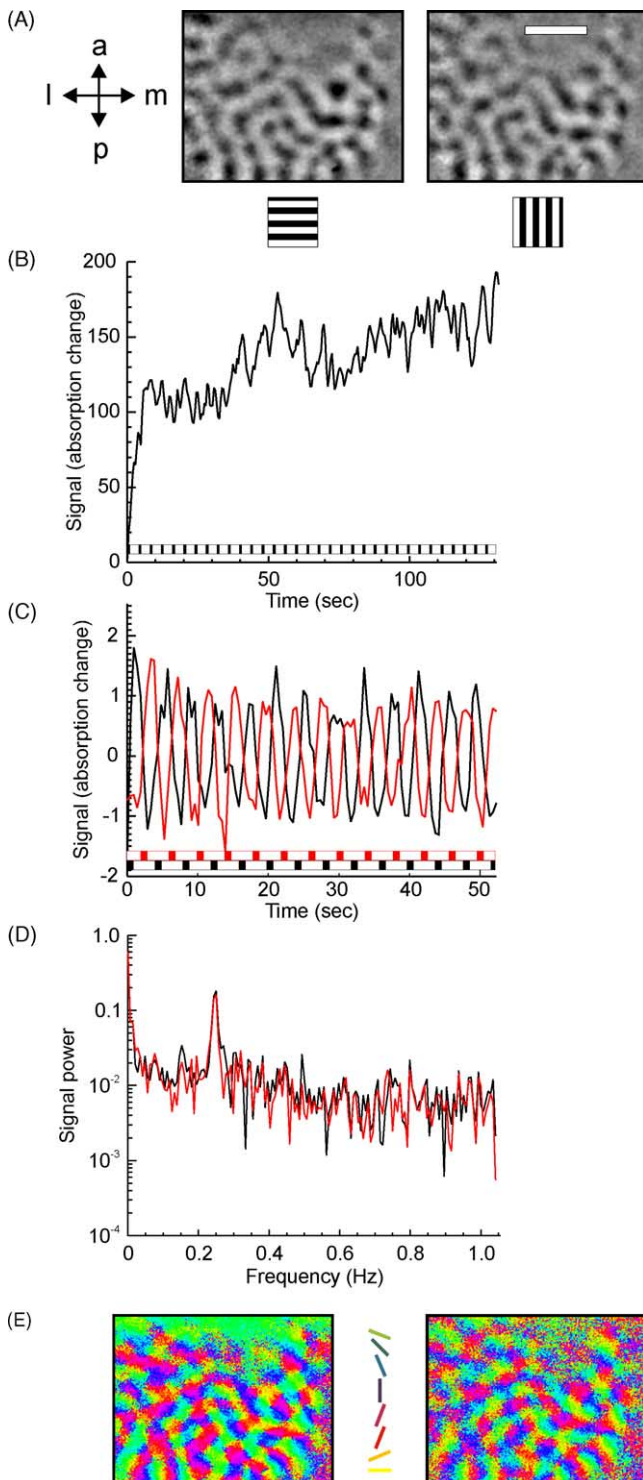 (A)
a
l m
p
(B)
Signal (absorption change)
200
150
100
50
0
0 50 100
Time (sec)
(C)
Signal (absorption change)
2
1
0
-1
-2
0 10 20 30 40 50
Time (sec)
(D)
Signal power
1.0
0.1
10-2
10-3
10-4
0 0.2 0.4 0.6 0.8 1.0
Frequency (Hz)
(E)